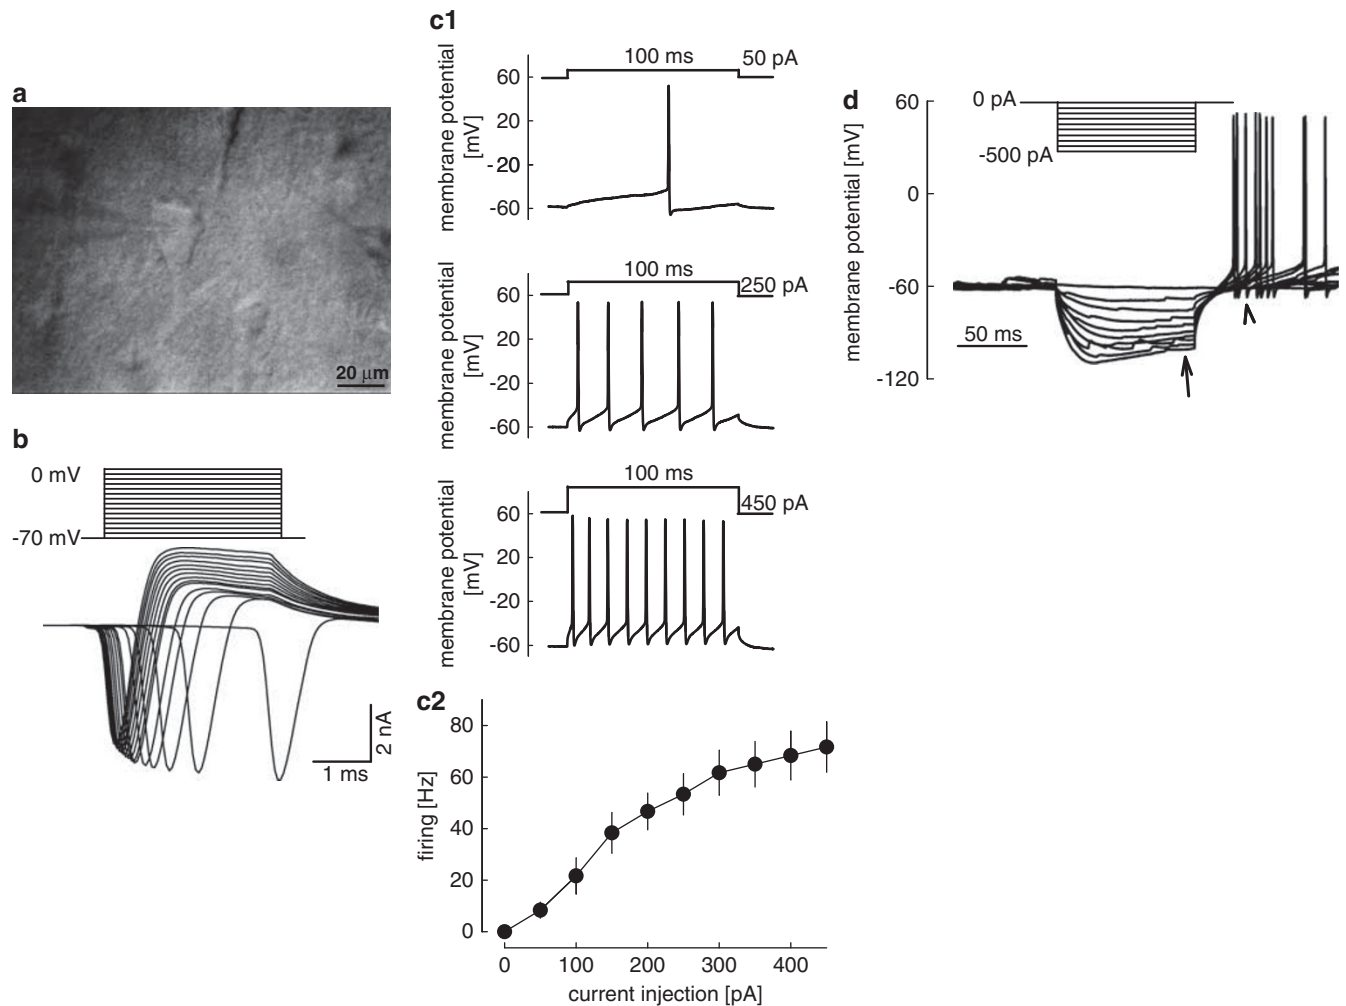 a
20 μm
b
0 mV
-70 mV
2 nA
1 ms
c1
100 ms
50 pA
60
20
-20
-60
membrane potential
[mV]
100 ms
250 pA
60
20
-20
-60
membrane potential
[mV]
100 ms
450 pA
60
20
-20
-60
membrane potential
[mV]
c2
80
60
40
20
0
firing [Hz]
0 100 200 300 400
current injection [pA]
d
60
0
-60
-120
membrane potential [mV]
0 pA
-500 pA
50 ms